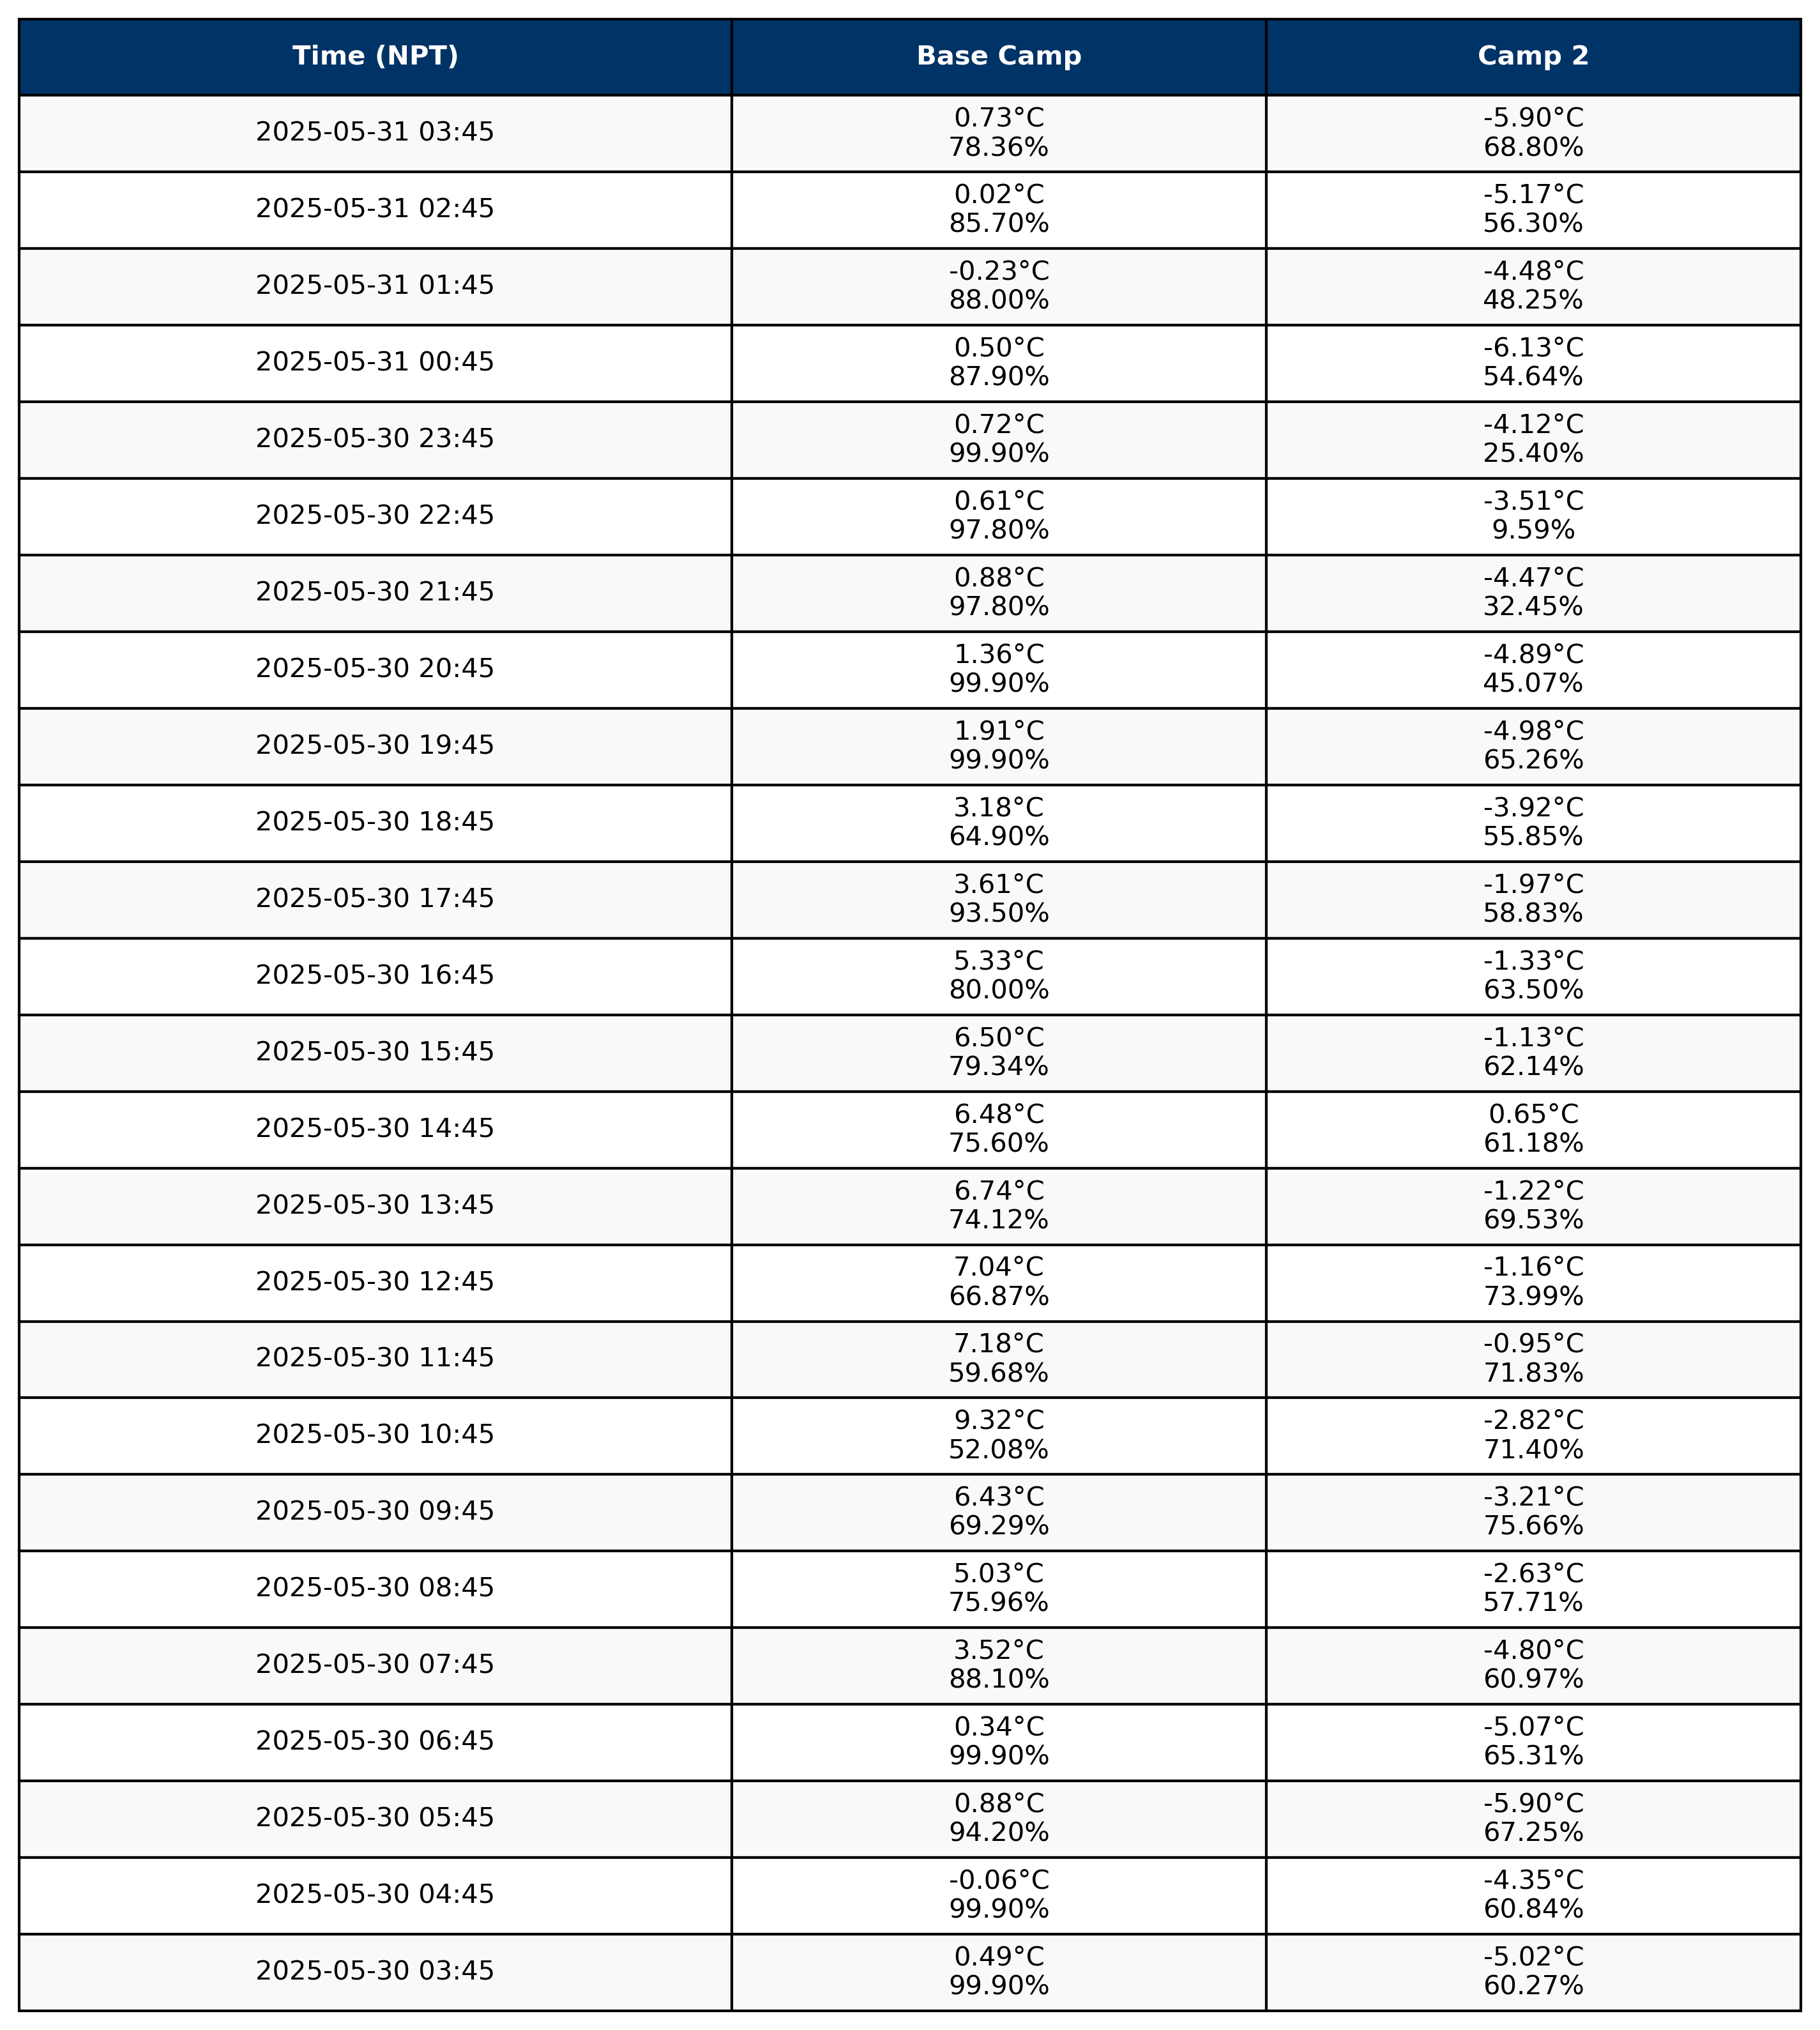 Time (NPT) Base Camp Camp 2
2025-05-31 03:45
0.73°C
78.36%
-5.90°C
68.80%
2025-05-31 02:45
0.02°C
85.70%
-5.17°C
56.30%
2025-05-31 01:45
-0.23°C
88.00%
-4.48°C
48.25%
2025-05-31 00:45
0.50°C
87.90%
-6.13°C
54.64%
2025-05-30 23:45
0.72°C
99.90%
-4.12°C
25.40%
2025-05-30 22:45
0.61°C
97.80%
-3.51°C
9.59%
2025-05-30 21:45
0.88°C
97.80%
-4.47°C
32.45%
2025-05-30 20:45
1.36°C
99.90%
-4.89°C
45.07%
2025-05-30 19:45
1.91°C
99.90%
-4.98°C
65.26%
2025-05-30 18:45
3.18°C
64.90%
-3.92°C
55.85%
2025-05-30 17:45
3.61°C
93.50%
-1.97°C
58.83%
2025-05-30 16:45
5.33°C
80.00%
-1.33°C
63.50%
2025-05-30 15:45
6.50°C
79.34%
-1.13°C
62.14%
2025-05-30 14:45
6.48°C
75.60%
0.65°C
61.18%
2025-05-30 13:45
6.74°C
74.12%
-1.22°C
69.53%
2025-05-30 12:45
7.04°C
66.87%
-1.16°C
73.99%
2025-05-30 11:45
7.18°C
59.68%
-0.95°C
71.83%
2025-05-30 10:45
9.32°C
52.08%
-2.82°C
71.40%
2025-05-30 09:45
6.43°C
69.29%
-3.21°C
75.66%
2025-05-30 08:45
5.03°C
75.96%
-2.63°C
57.71%
2025-05-30 07:45
3.52°C
88.10%
-4.80°C
60.97%
2025-05-30 06:45
0.34°C
99.90%
-5.07°C
65.31%
2025-05-30 05:45
0.88°C
94.20%
-5.90°C
67.25%
2025-05-30 04:45
-0.06°C
99.90%
-4.35°C
60.84%
2025-05-30 03:45
0.49°C
99.90%
-5.02°C
60.27%